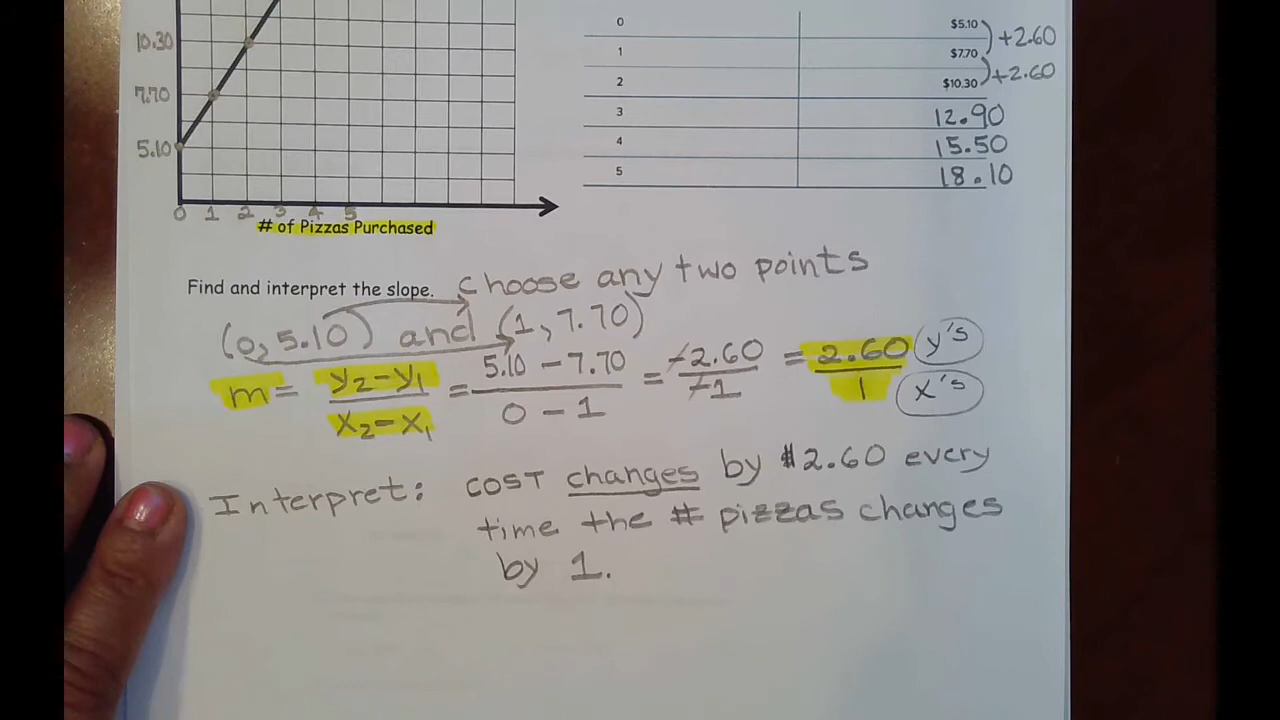 10.30
7.70
5.10
0 1 2 3 4 5
# of Pizzas Purchased
0 $5.10
+2.60
1 $7.70
+2.60
2 $10.30
3 12.90
4 15.50
5 18.10
Find and interpret the slope. Choose any two points
(0, 5.10) and (1, 7.70)
m = y2-y1 / x2-x1 = 5.10 - 7.70 / 0 - 1 = -2.60 / -1 = 2.60 / 1 y's x's
Interpret: cost changes by $2.60 every
time the # pizzas changes
by 1.